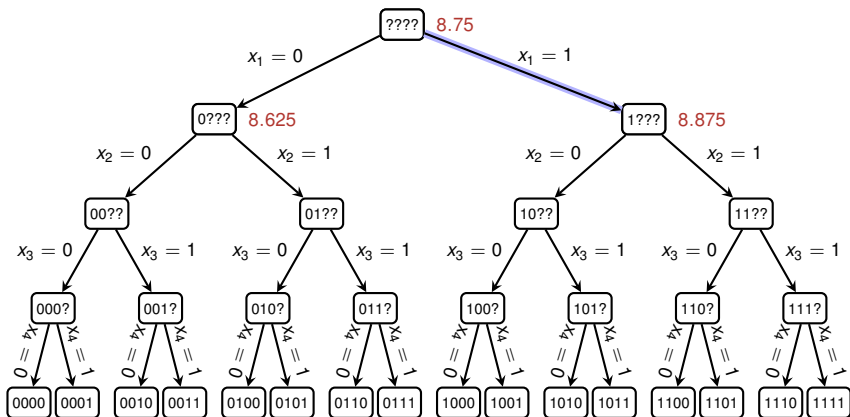 ???? 8.75
x₁ = 0 x₁ = 1
0??? 8.625 1??? 8.875
x₂ = 0 x₂ = 1 x₂ = 0 x₂ = 1
00?? 01?? 10?? 11??
x₃ = 0 x₃ = 1 x₃ = 0 x₃ = 1 x₃ = 0 x₃ = 1 x₃ = 0 x₃ = 1
000? 001? 010? 011? 100? 101? 110? 111?
x₄ = 0 x₄ = 1 x₄ = 0 x₄ = 1 x₄ = 0 x₄ = 1 x₄ = 0 x₄ = 1 x₄ = 0 x₄ = 1 x₄ = 0 x₄ = 1 x₄ = 0 x₄ = 1 x₄ = 0 x₄ = 1
0000 0001 0010 0011 0100 0101 0110 0111 1000 1001 1010 1011 1100 1101 1110 1111